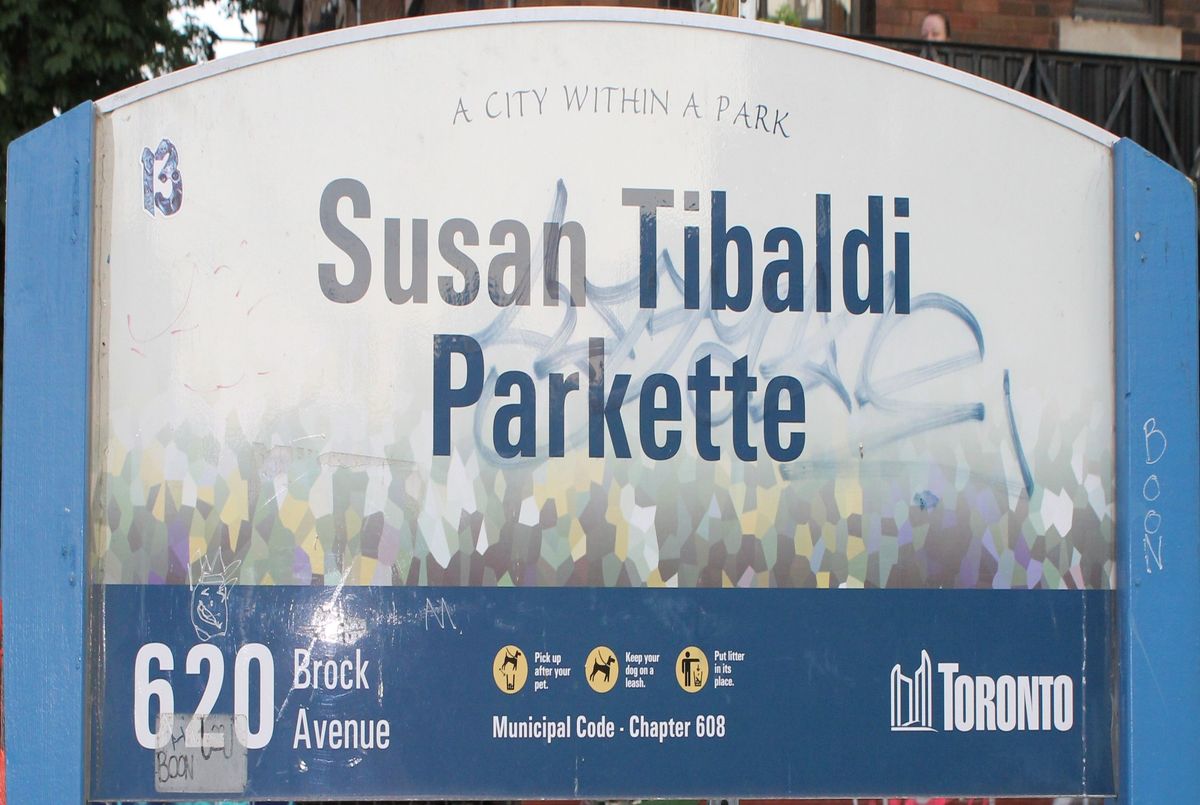 A CITY WITHIN A PARK
13
Susan Tibaldi
Parkette
BOON
620
Brock
Avenue
Pick up
after your
pet.
Keep your
dog on a
leash.
Put litter
in its
place.
Municipal Code - Chapter 608
TORONTO
BOON